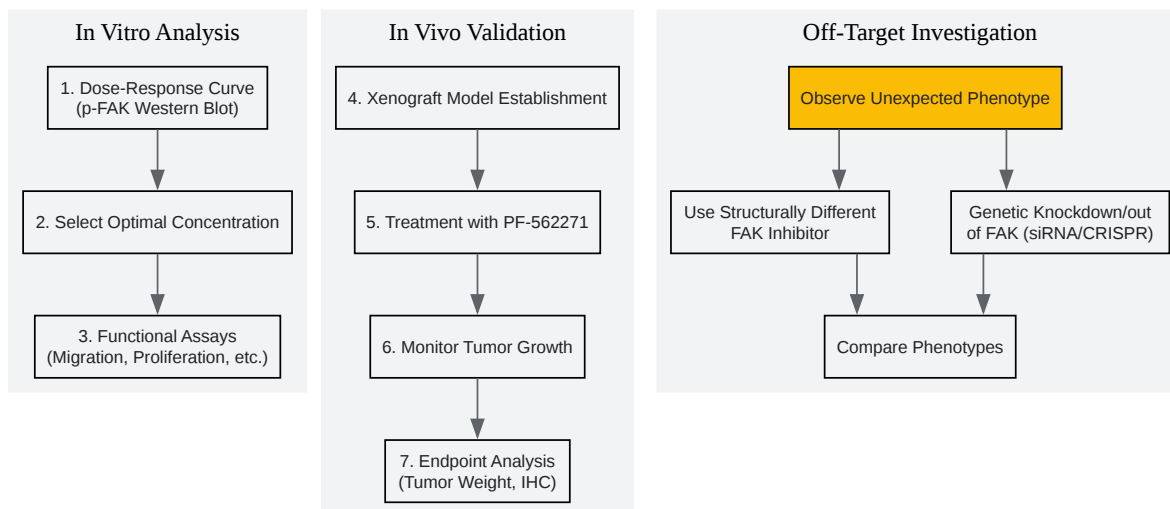 In Vitro Analysis
1. Dose-Response Curve
(p-FAK Western Blot)
2. Select Optimal Concentration
3. Functional Assays
(Migration, Proliferation, etc.)
In Vivo Validation
4. Xenograft Model Establishment
5. Treatment with PF-562271
6. Monitor Tumor Growth
7. Endpoint Analysis
(Tumor Weight, IHC)
Off-Target Investigation
Observe Unexpected Phenotype
Use Structurally Different
FAK Inhibitor
Genetic Knockdown/out
of FAK (siRNA/CRISPR)
Compare Phenotypes